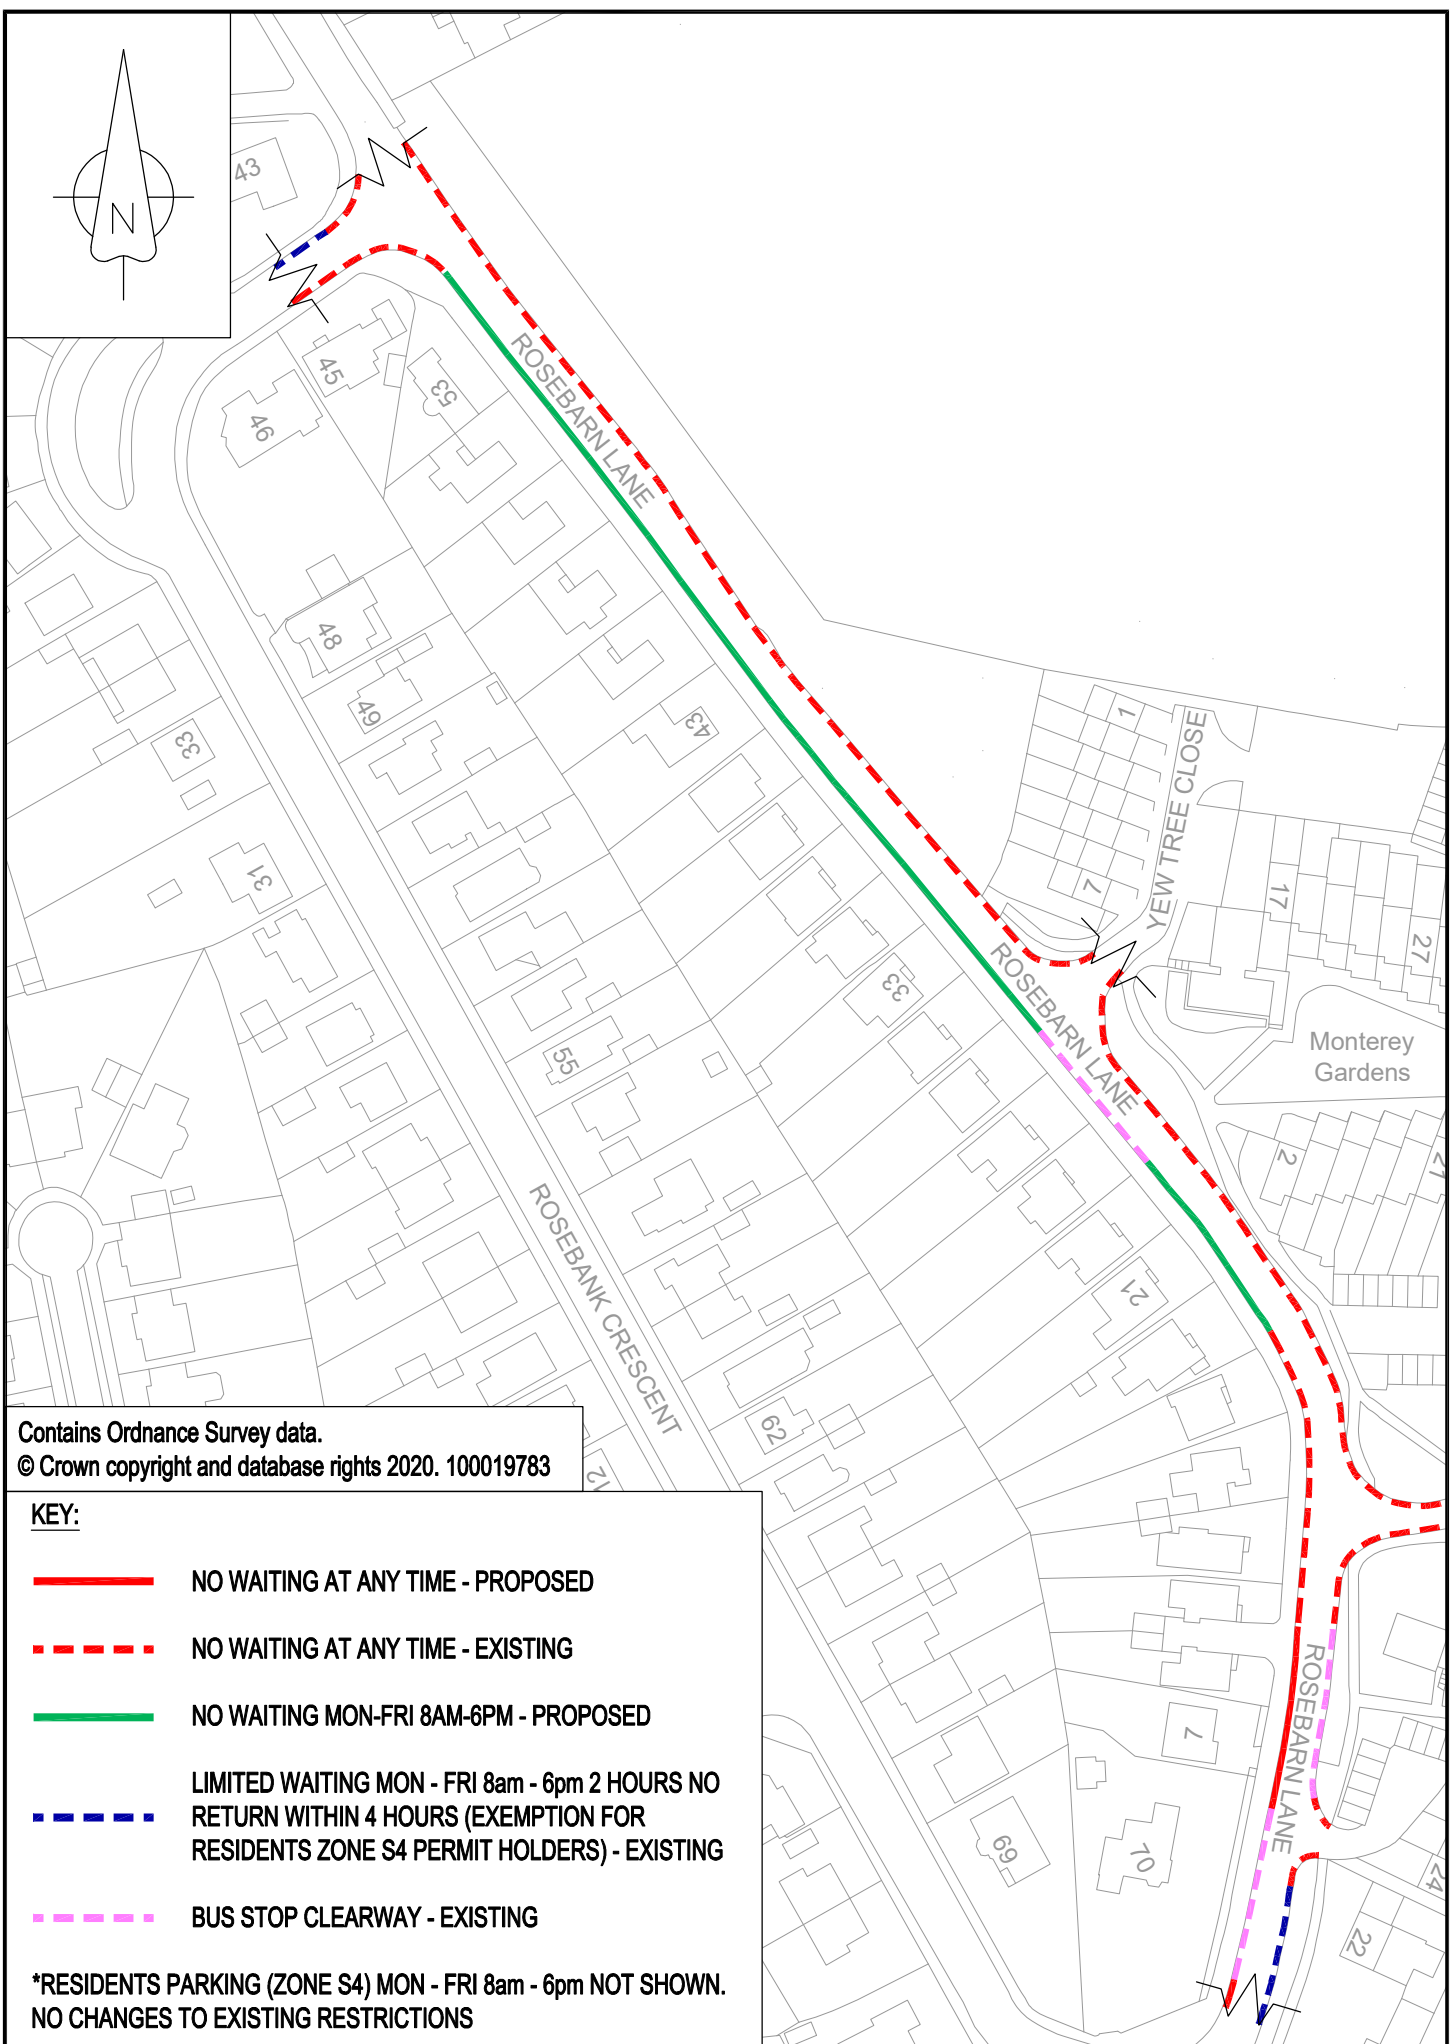 N
43
45
46
53
ROSEBARN LANE
48
49
43
33
31
1
YEW TREE CLOSE
7
17
27
33
ROSEBARN LANE
Monterey
Gardens
55
2
21
ROSEBANK CRESCENT
62
12
7
ROSEBARN LANE
69
70
24
22
Contains Ordnance Survey data.
© Crown copyright and database rights 2020. 100019783
KEY:
NO WAITING AT ANY TIME - PROPOSED
NO WAITING AT ANY TIME - EXISTING
NO WAITING MON-FRI 8AM-6PM - PROPOSED
LIMITED WAITING MON - FRI 8am - 6pm 2 HOURS NO
RETURN WITHIN 4 HOURS (EXEMPTION FOR
RESIDENTS ZONE S4 PERMIT HOLDERS) - EXISTING
BUS STOP CLEARWAY - EXISTING
*RESIDENTS PARKING (ZONE S4) MON - FRI 8am - 6pm NOT SHOWN.
NO CHANGES TO EXISTING RESTRICTIONS